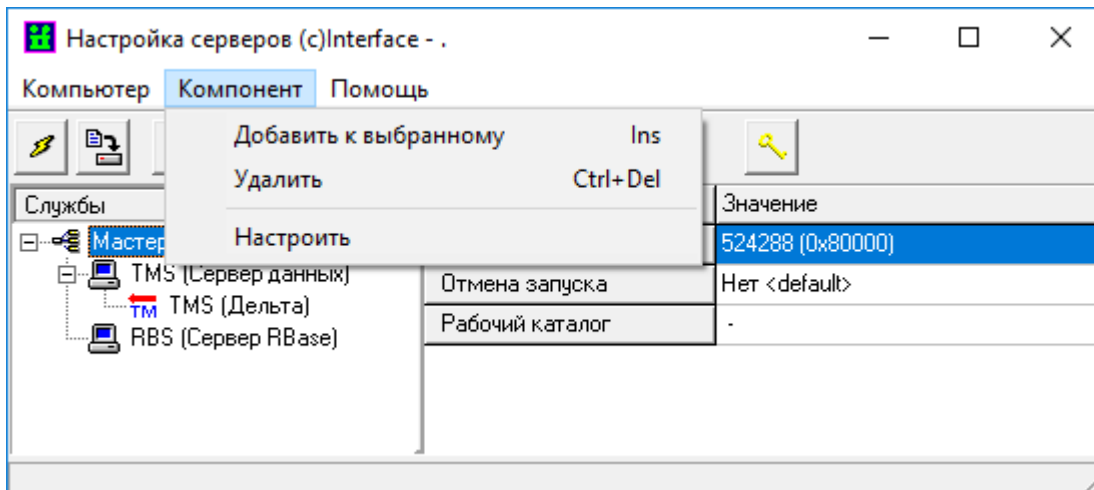 Настройка серверов (c)Interface - .
Компьютер Компонент Помощь
Добавить к выбранному Ins
Удалить Ctrl+Del
Настроить
Службы
Значение
524288 (0x80000)
TMS (Сервер данных)
Отмена запуска Нет <default>
TM TMS (Дельта)
Рабочий каталог -
RBS (Сервер RBase)